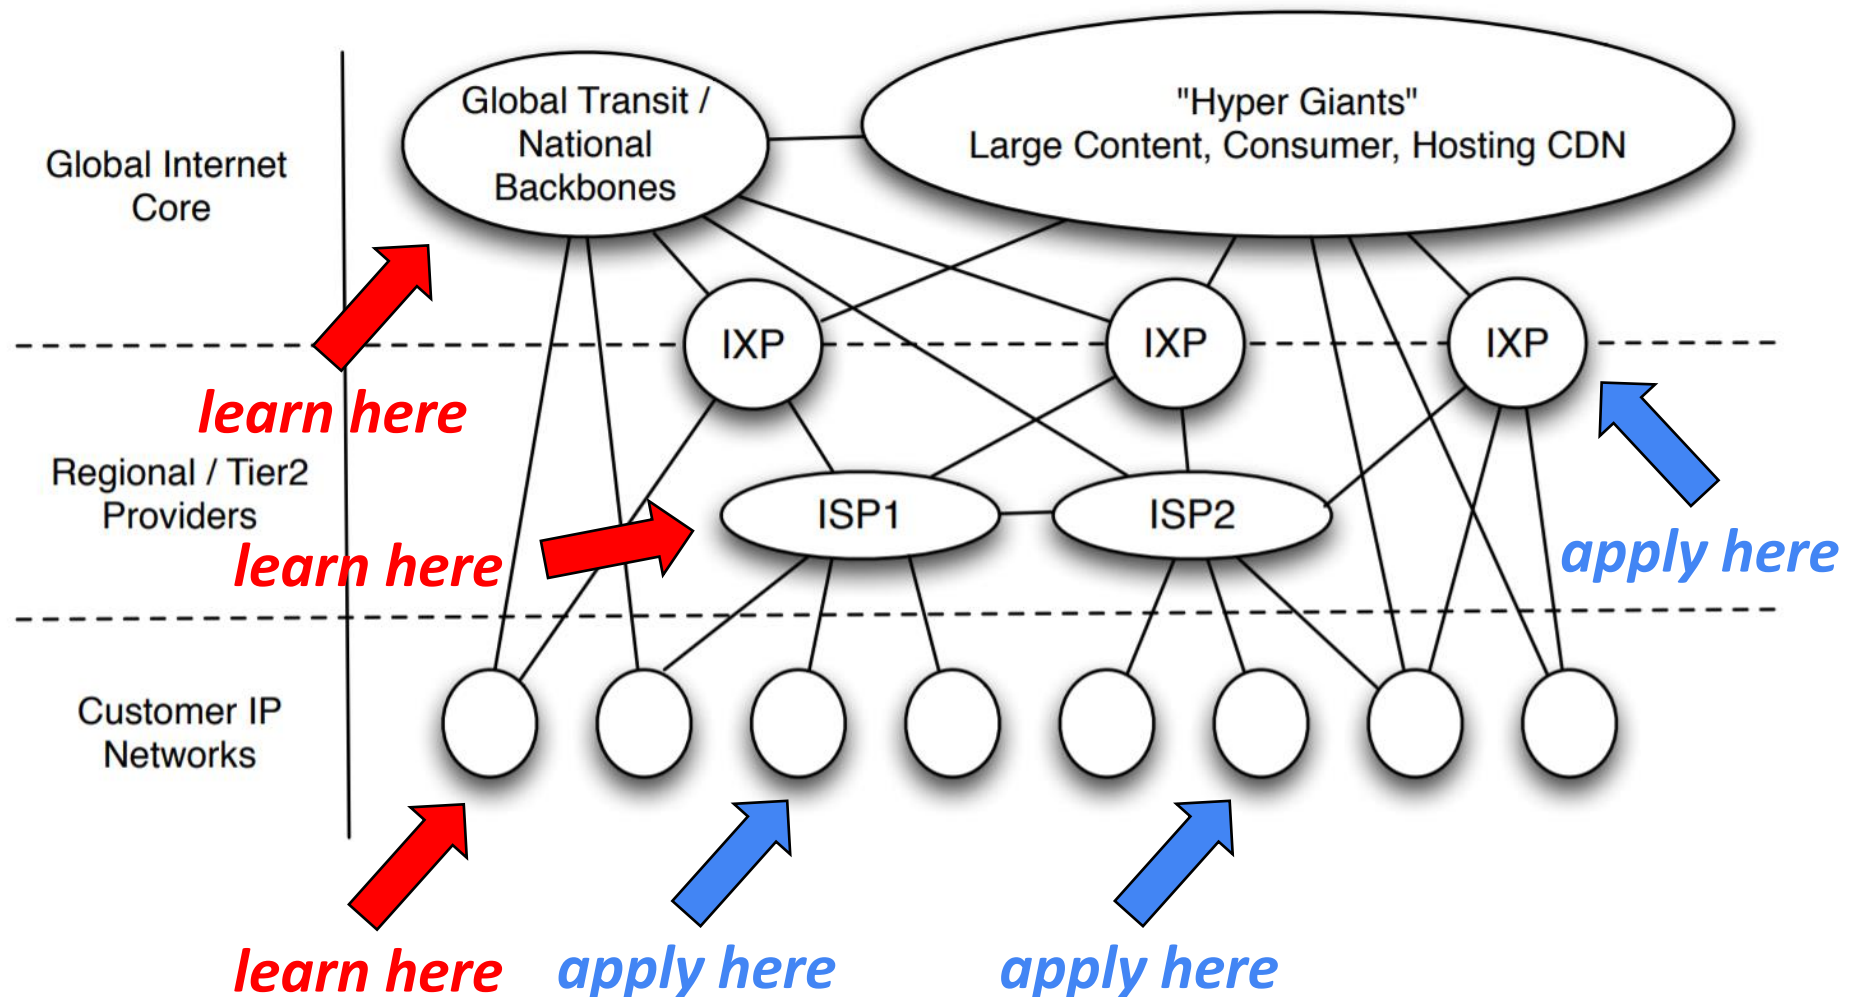 Global Transit /
National
Backbones
"Hyper Giants"
Large Content, Consumer, Hosting CDN
Global Internet
Core
IXP
IXP
IXP
learn here
Regional / Tier2
Providers
ISP1
ISP2
learn here
apply here
Customer IP
Networks
learn here
apply here
apply here